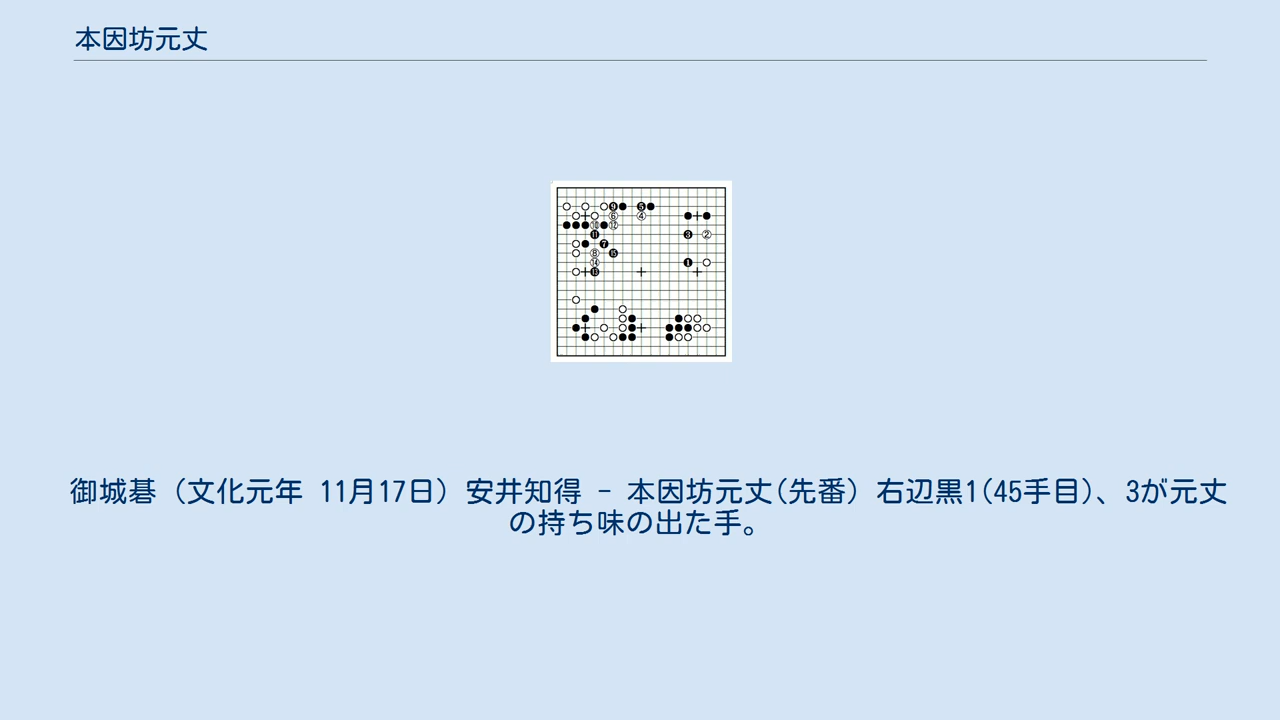 本因坊元丈
御城碁（文化元年 11月17日）安井知得 - 本因坊元丈(先番）右辺黒1(45手目)、3が元丈
の持ち味の出た手。